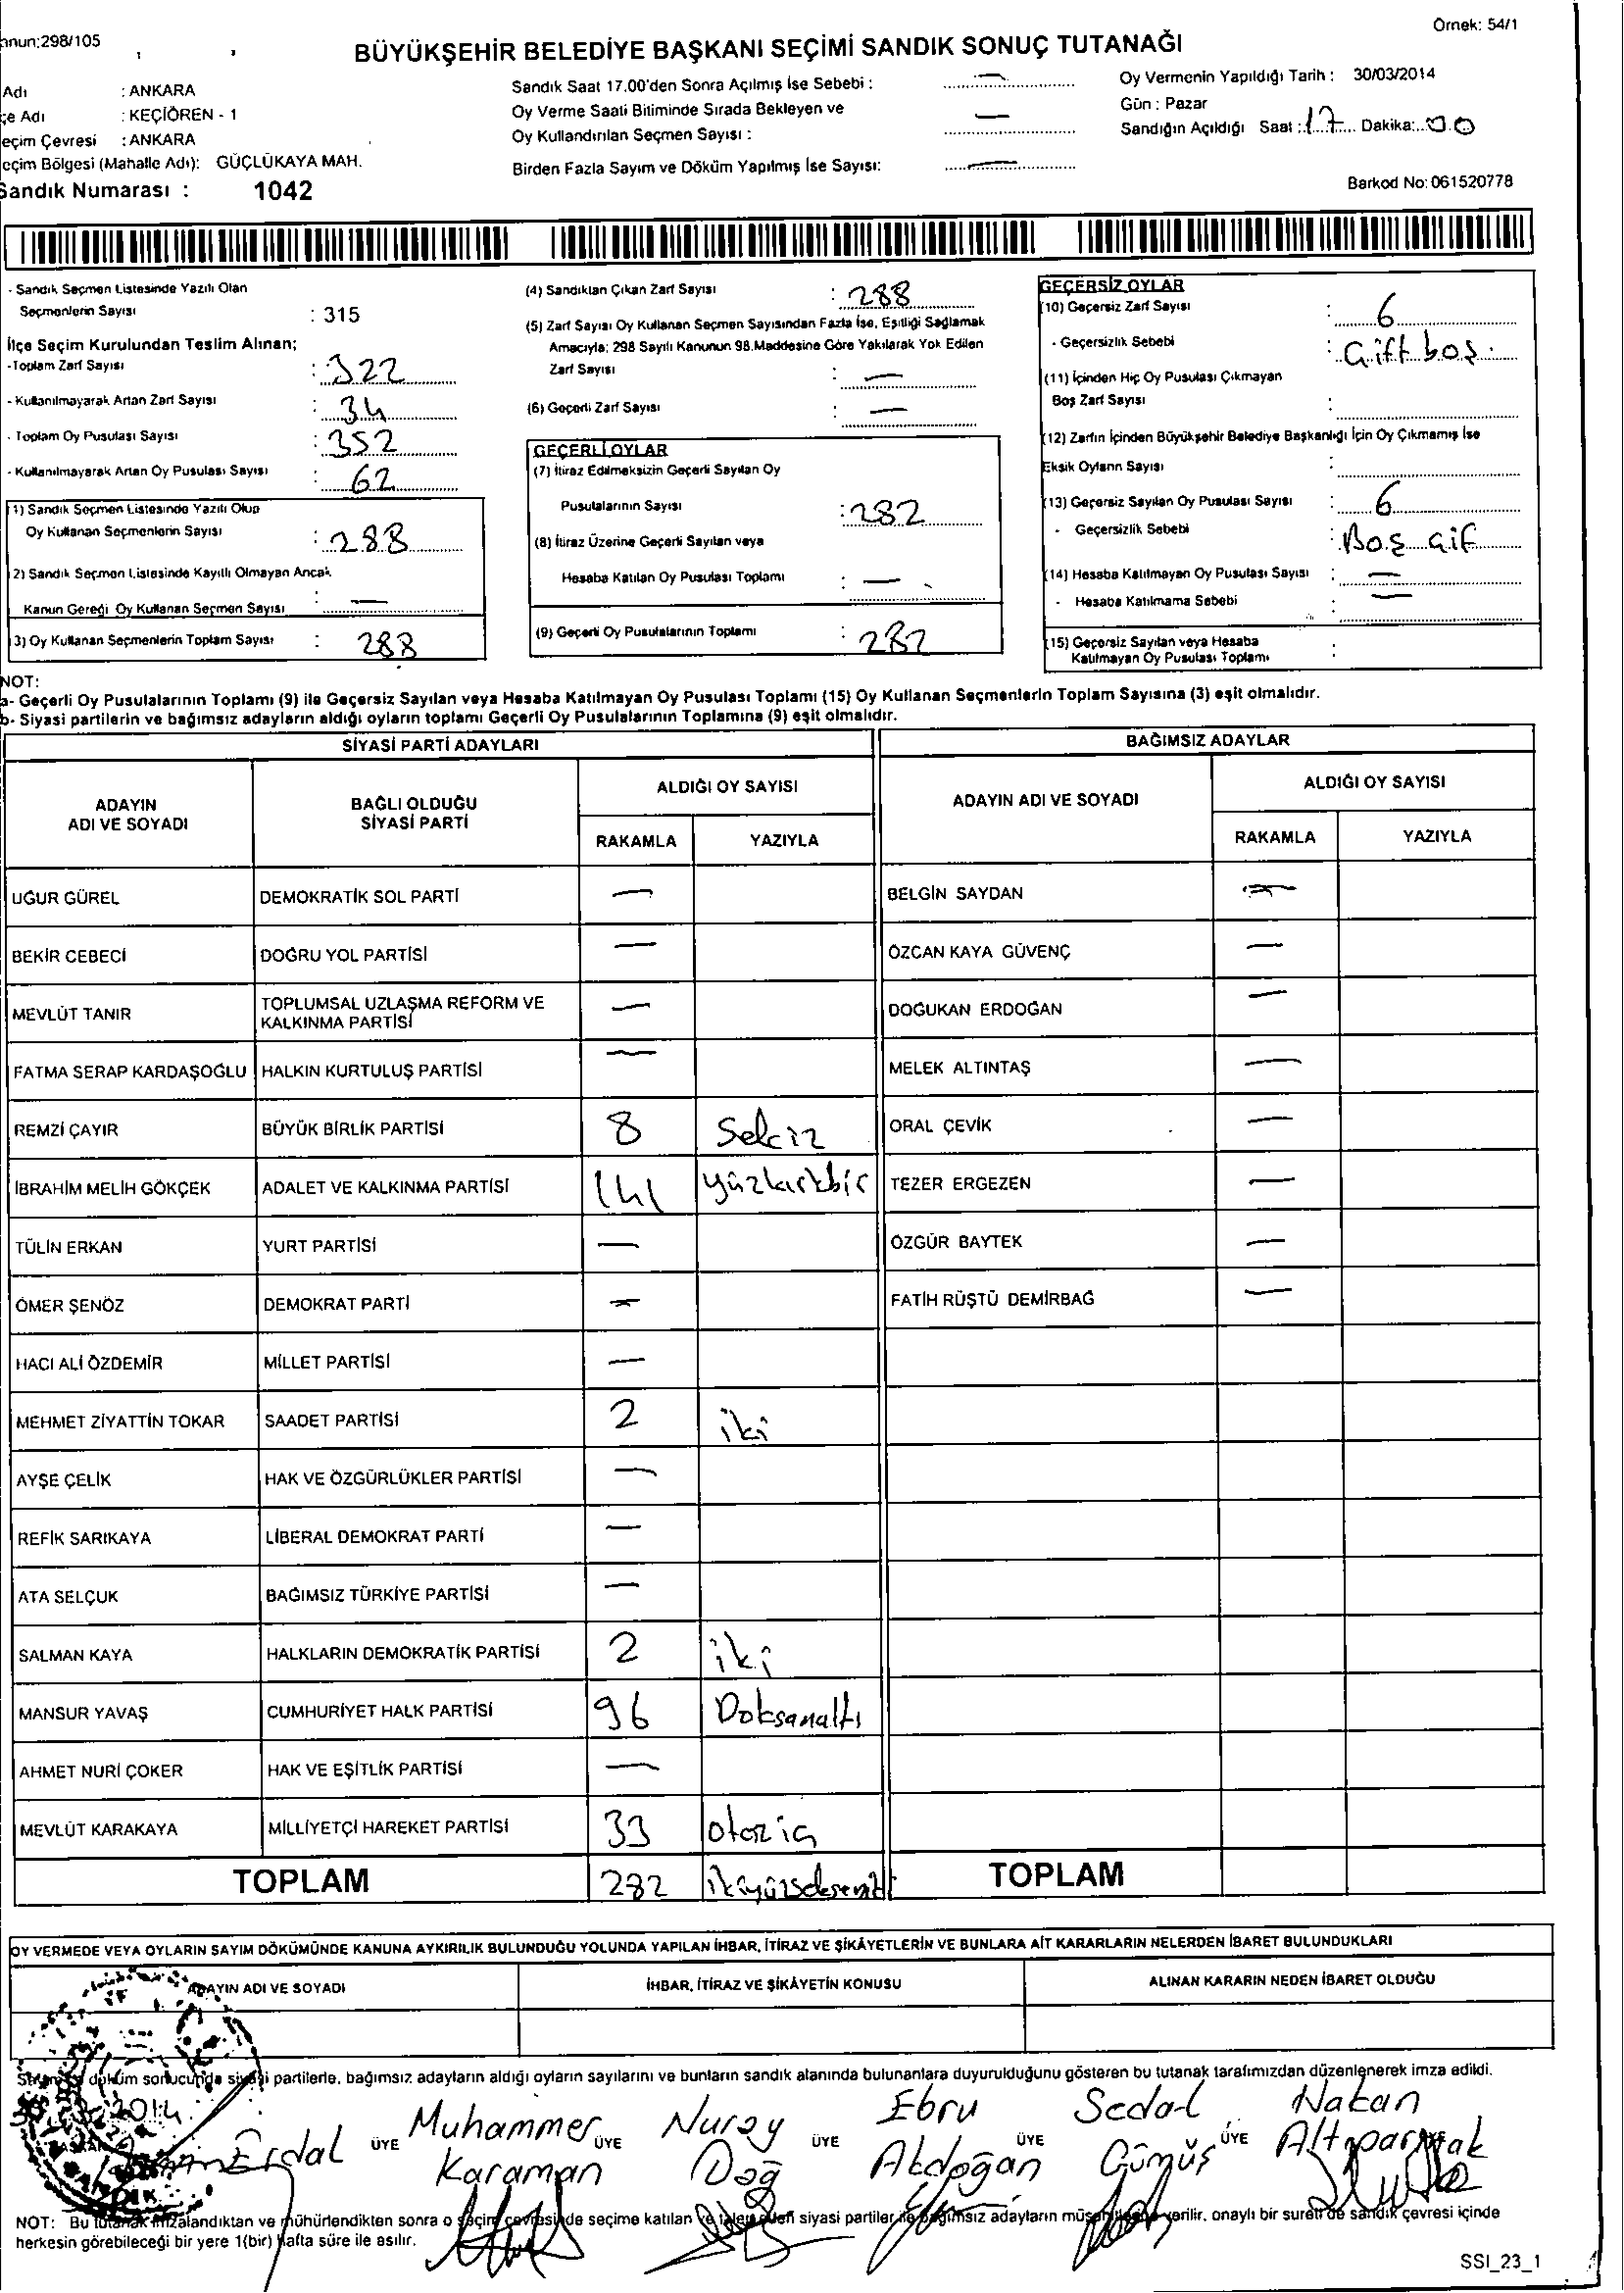 Örnek: 54/1
anun:298/105
BÜYÜKŞEHİR BELEDİYE BAŞKANI SEÇİMİ SANDIK SONUÇ TUTANAĞI
Adı : ANKARA
çe Adı : KEÇİÖREN - 1
eçim Çevresi : ANKARA
eçim Bölgesi (Mahalle Adı): GÜÇLÜKAYA MAH.
Sandık Numarası : 1042
Sandık Saat 17.00'den Sonra Açılmış İse Sebebi : —
Oy Verme Saati Bitiminde Sırada Bekleyen ve
Oy Kullandırılan Seçmen Sayısı : —
Birden Fazla Sayım ve Döküm Yapılmış İse Sayısı: —
Oy Vermenin Yapıldığı Tarih : 30/03/2014
Gün : Pazar
Sandığın Açıldığı Saat : 17 Dakika: 00
Barkod No: 061520778
- Sandık Seçmen Listesinde Yazılı Olan
Seçmenlerin Sayısı : 315
İlçe Seçim Kurulundan Teslim Alınan;
-Toplam Zarf Sayısı : 322
- Kullanılmayarak Artan Zarf Sayısı : 34
- Toplam Oy Pusulası Sayısı : 352
- Kullanılmayarak Artan Oy Pusulası Sayısı : 62
1) Sandık Seçmen Listesinde Yazılı Olup
Oy Kullanan Seçmenlerin Sayısı : 288
2) Sandık Seçmen Listesinde Kayıtlı Olmayan Ancak
Kanun Gereği Oy Kullanan Seçmen Sayısı : —
3) Oy Kullanan Seçmenlerin Toplam Sayısı : 288
(4) Sandıktan Çıkan Zarf Sayısı : 288
(5) Zarf Sayısı Oy Kullanan Seçmen Sayısından Fazla İse, Eşitliği Sağlamak
Amacıyla; 298 Sayılı Kanunun 98.Maddesine Göre Yakılarak Yok Edilen
Zarf Sayısı : —
(6) Geçerli Zarf Sayısı : —
GEÇERLİ OYLAR
(7) İtiraz Edilmeksizin Geçerli Sayılan Oy
Pusulalarının Sayısı : 282
(8) İtiraz Üzerine Geçerli Sayılan veya
Hesaba Katılan Oy Pusulası Toplamı : —
(9) Geçerli Oy Pusulalarının Toplamı : 282
GEÇERSİZ OYLAR
(10) Geçersiz Zarf Sayısı : 6
- Geçersizlik Sebebi : Çift boş.
(11) İçinden Hiç Oy Pusulası Çıkmayan
Boş Zarf Sayısı :
(12) Zarfın İçinden Büyükşehir Belediye Başkanlığı İçin Oy Çıkmamış İse
Eksik Oyların Sayısı :
(13) Geçersiz Sayılan Oy Pusulası Sayısı : 6
- Geçersizlik Sebebi : Boş Çif
(14) Hesaba Katılmayan Oy Pusulası Sayısı : —
- Hesaba Katılmama Sebebi : —
(15) Geçersiz Sayılan veya Hesaba
Katılmayan Oy Pusulası Toplamı :
NOT:
a- Geçerli Oy Pusulalarının Toplamı (9) ile Geçersiz Sayılan veya Hesaba Katılmayan Oy Pusulası Toplamı (15) Oy Kullanan Seçmenlerin Toplam Sayısına (3) eşit olmalıdır.
b- Siyasi partilerin ve bağımsız adayların aldığı oyların toplamı Geçerli Oy Pusulalarının Toplamına (9) eşit olmalıdır.
SİYASİ PARTİ ADAYLARI BAĞIMSIZ ADAYLAR
ADAYIN ADI VE SOYADI BAĞLI OLDUĞU SİYASİ PARTİ ALDIĞI OY SAYISI ADAYIN ADI VE SOYADI ALDIĞI OY SAYISI
RAKAMLA YAZIYLA RAKAMLA YAZIYLA
UĞUR GÜREL DEMOKRATİK SOL PARTİ — BELGİN SAYDAN —
BEKİR CEBECİ DOĞRU YOL PARTİSİ — ÖZCAN KAYA GÜVENÇ —
MEVLÜT TANIR TOPLUMSAL UZLAŞMA REFORM VE KALKINMA PARTİSİ — DOĞUKAN ERDOĞAN —
FATMA SERAP KARDAŞOĞLU HALKIN KURTULUŞ PARTİSİ — MELEK ALTINTAŞ —
REMZİ ÇAYIR BÜYÜK BİRLİK PARTİSİ 8 Sekiz ORAL ÇEVİK —
İBRAHİM MELİH GÖKÇEK ADALET VE KALKINMA PARTİSİ 141 yüzkırkbir TEZER ERGEZEN —
TÜLİN ERKAN YURT PARTİSİ — ÖZGÜR BAYTEK —
ÖMER ŞENÖZ DEMOKRAT PARTİ — FATİH RÜŞTÜ DEMİRBAĞ —
HACI ALİ ÖZDEMİR MİLLET PARTİSİ —
MEHMET ZİYATTİN TOKAR SAADET PARTİSİ 2 iki
AYŞE ÇELİK HAK VE ÖZGÜRLÜKLER PARTİSİ —
REFİK SARIKAYA LİBERAL DEMOKRAT PARTİ —
ATA SELÇUK BAĞIMSIZ TÜRKİYE PARTİSİ —
SALMAN KAYA HALKLARIN DEMOKRATİK PARTİSİ 2 iki
MANSUR YAVAŞ CUMHURİYET HALK PARTİSİ 96 Doksanaltı
AHMET NURİ ÇOKER HAK VE EŞİTLİK PARTİSİ —
MEVLÜT KARAKAYA MİLLİYETÇİ HAREKET PARTİSİ 33 otoziç
TOPLAM 282 ikiyüzseksenik TOPLAM
OY VERMEDE VEYA OYLARIN SAYIM DÖKÜMÜNDE KANUNA AYKIRILIK BULUNDUĞU YOLUNDA YAPILAN İHBAR, İTİRAZ VE ŞİKÂYETLERİN VE BUNLARA AİT KARARLARIN NELERDEN İBARET BULUNDUKLARI
ADAYIN ADI VE SOYADI İHBAR, İTİRAZ VE ŞİKÂYETİN KONUSU ALINAN KARARIN NEDEN İBARET OLDUĞU
döküm sonucunda siyasi partilerle, bağımsız adayların aldığı oyların sayılarını ve bunların sandık alanında bulunanlara duyurulduğunu gösteren bu tutanak tarafımızdan düzenlenerek imza edildi.
2014
Erdal ÜYE Muhammer ÜYE Nuray ÜYE Ebru ÜYE Sedal ÜYE Hakan
Karaman Dağ Akdoğan Gümüş Altıparmak
NOT: Bu tutanak imzalandıktan ve mühürlendikten sonra o seçim çevresinde seçime katılan ve talep eden siyasi partiler ile bağımsız adayların müşahitlerine verilir. onaylı bir sureti de sandık çevresi içinde
herkesin görebileceği bir yere 1(bir) hafta süre ile asılır.
SSI_23_1